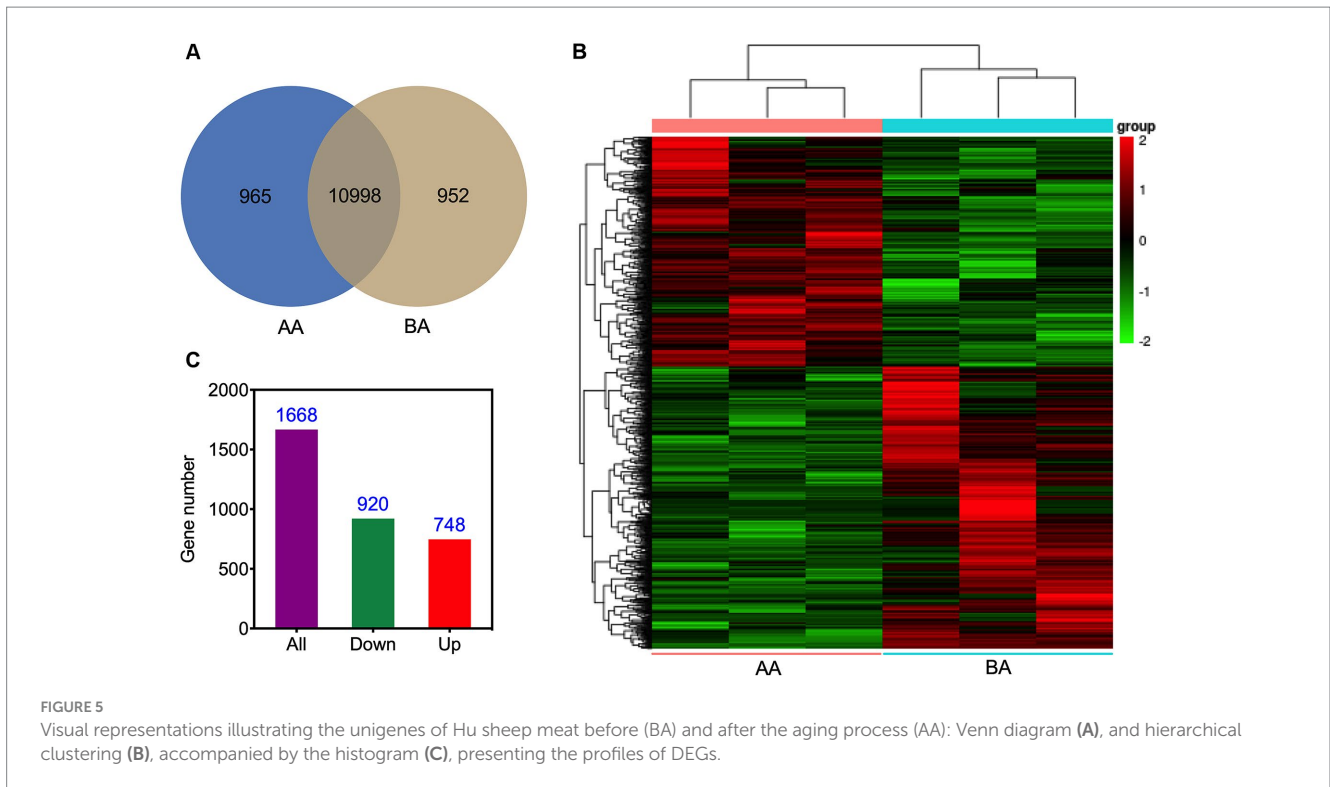 A
965
10998
952
AA
BA
B
group
2
1
0
-1
-2
AA
BA
C
Gene number
2000
1500
1000
500
0
1668
920
748
All
Down
Up
FIGURE 5
Visual representations illustrating the unigenes of Hu sheep meat before (BA) and after the aging process (AA): Venn diagram (A), and hierarchical
clustering (B), accompanied by the histogram (C), presenting the profiles of DEGs.